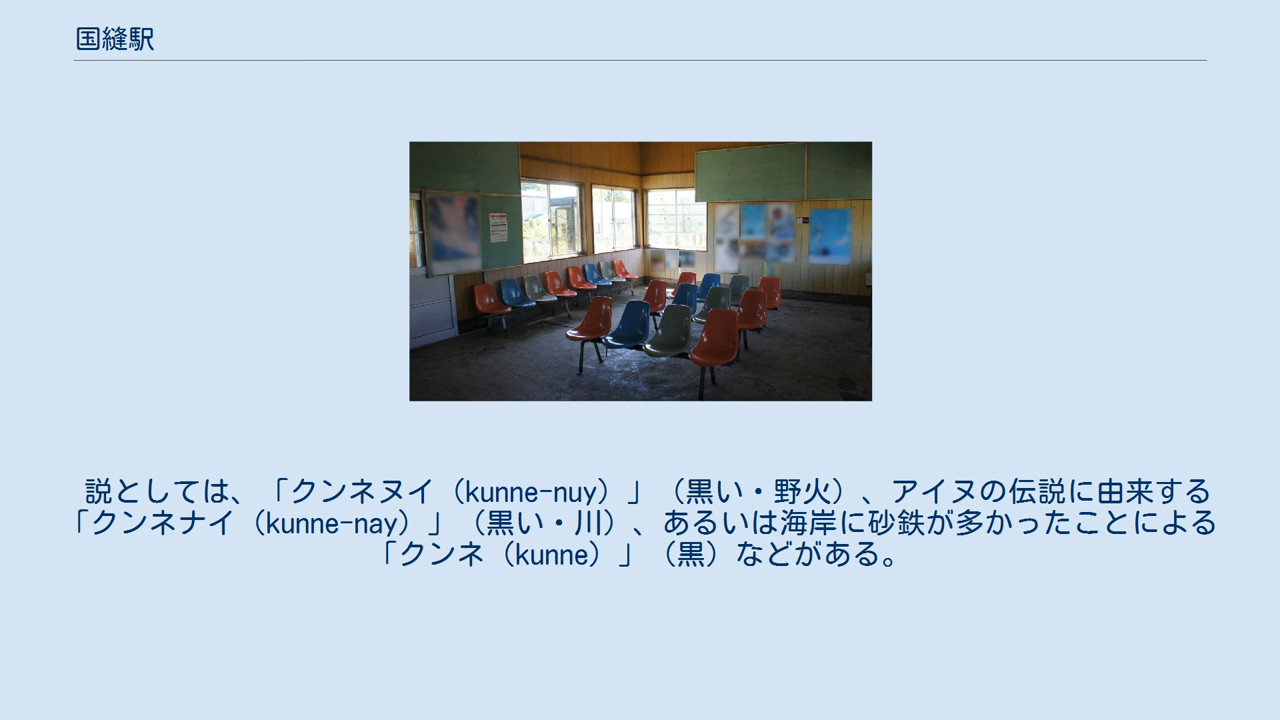 国縫駅
説としては、「クンネヌイ（kunne-nuy）」（黒い・野火）、アイヌの伝説に由来する
「クンネナイ（kunne-nay）」（黒い・川）、あるいは海岸に砂鉄が多かったことによる
「クンネ（kunne）」（黒）などがある。